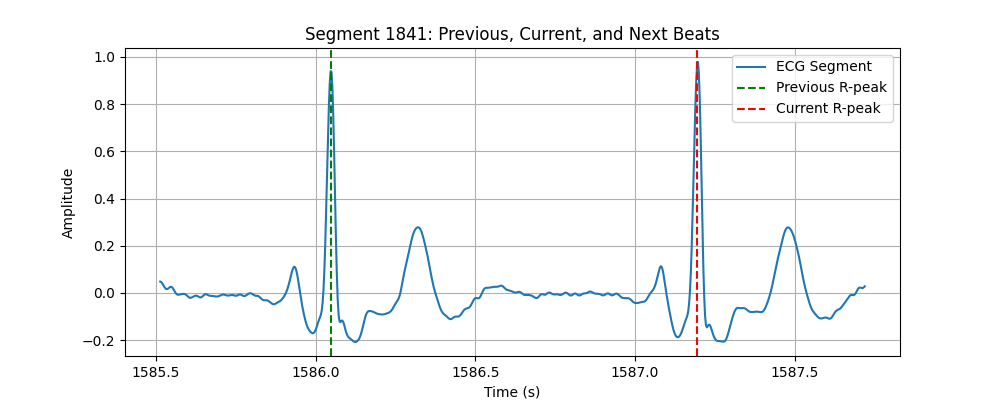 Segment 1841: Previous, Current, and Next Beats
1.0
0.8
0.6
0.4
0.2
0.0
−0.2
Amplitude
ECG Segment
Previous R-peak
Current R-peak
1585.5
1586.0
1586.5
1587.0
1587.5
Time (s)